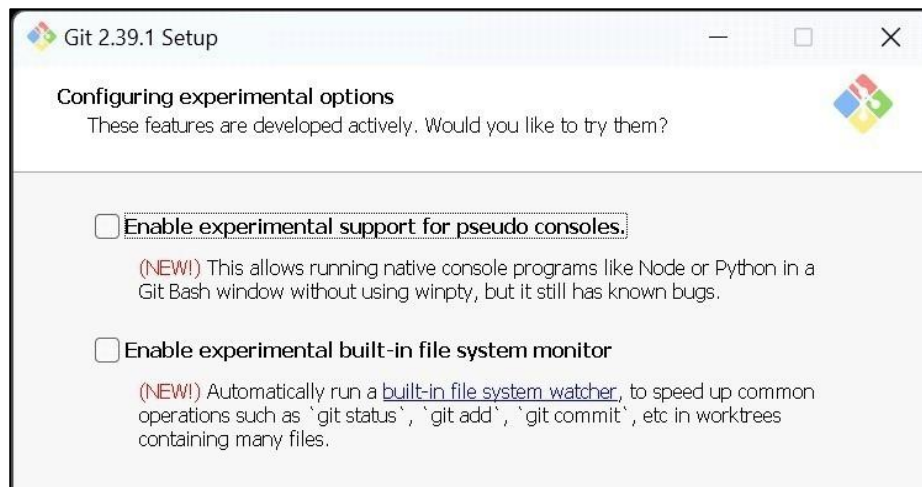 Git 2.39.1 Setup
Configuring experimental options
These features are developed actively. Would you like to try them?
Enable experimental support for pseudo consoles.
(NEW!) This allows running native console programs like Node or Python in a
Git Bash window without using winpty, but it still has known bugs.
Enable experimental built-in file system monitor
(NEW!) Automatically run a built-in file system watcher, to speed up common
operations such as `git status`, `git add`, `git commit`, etc in worktrees
containing many files.